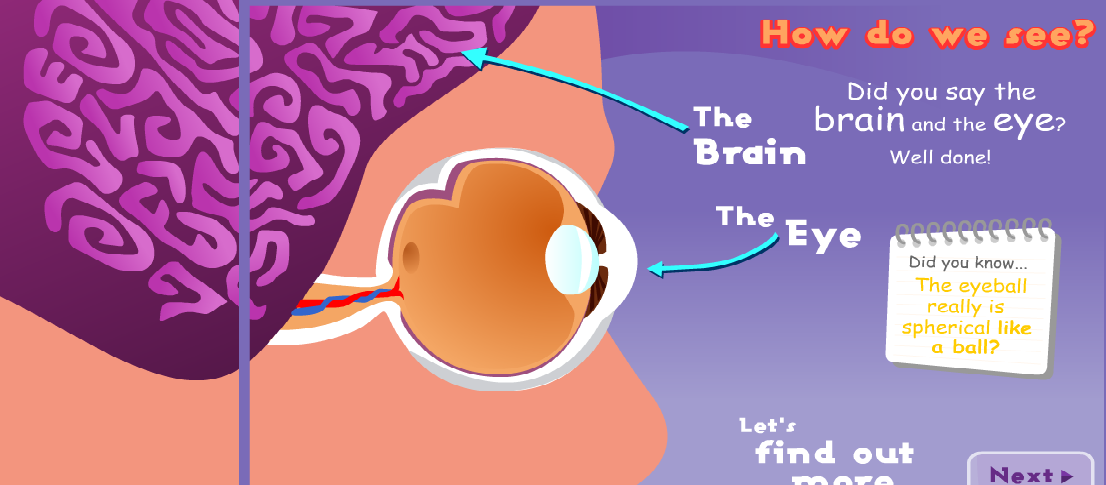 How do we see?
Did you say the
brain and the eye?
Well done!
The
Brain
The Eye
Did you know...
The eyeball
really is
spherical like
a ball?
Let's
find out
more
Next